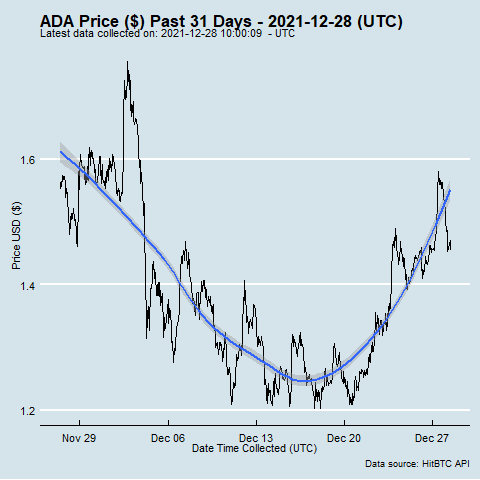 ADA Price ($) Past 31 Days - 2021-12-28 (UTC)
Latest data collected on: 2021-12-28 10:00:09 - UTC
1.6
1.4
1.2
Price USD ($)
Nov 29 Dec 06 Dec 13 Dec 20 Dec 27
Date Time Collected (UTC)
Data source: HitBTC API